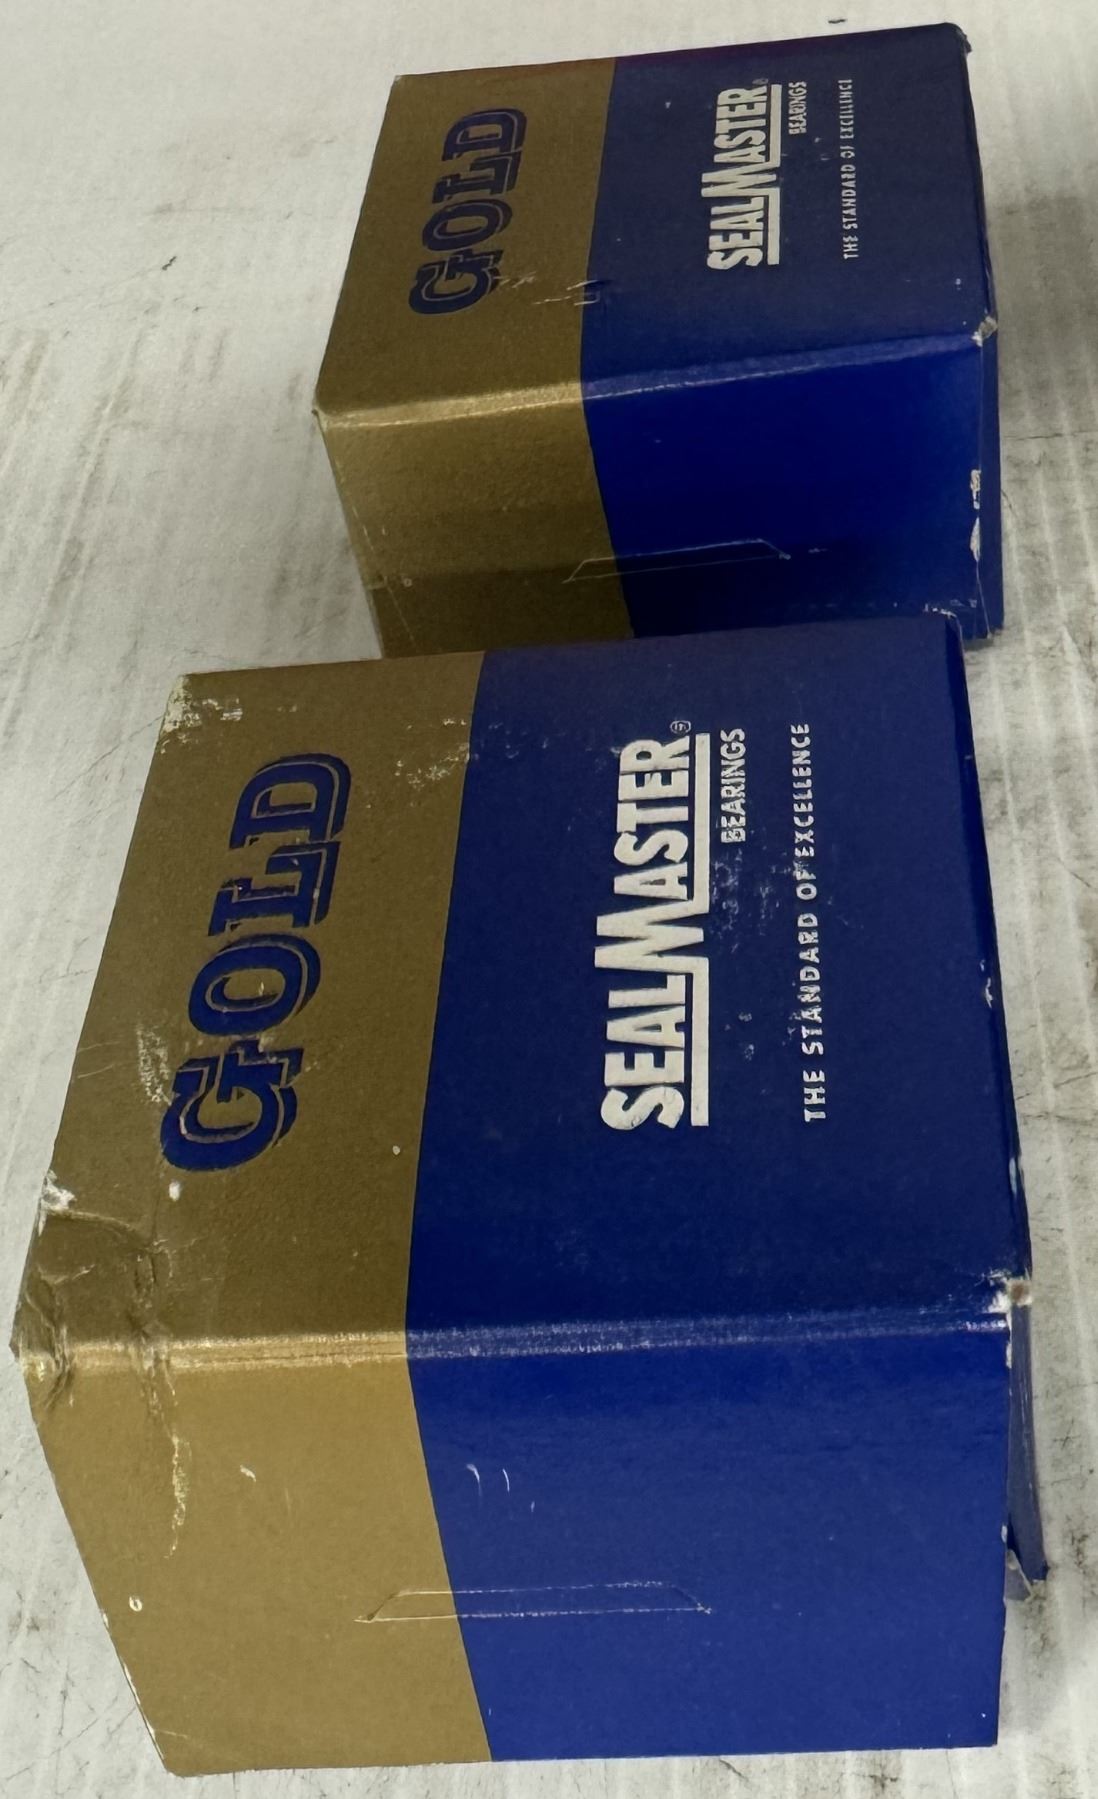 GOLD
SEALMASTER®
BEARINGS
THE STANDARD OF EXCELLENCE
GOLD
SEALMASTER®
BEARINGS
THE STANDARD OF EXCELLENCE